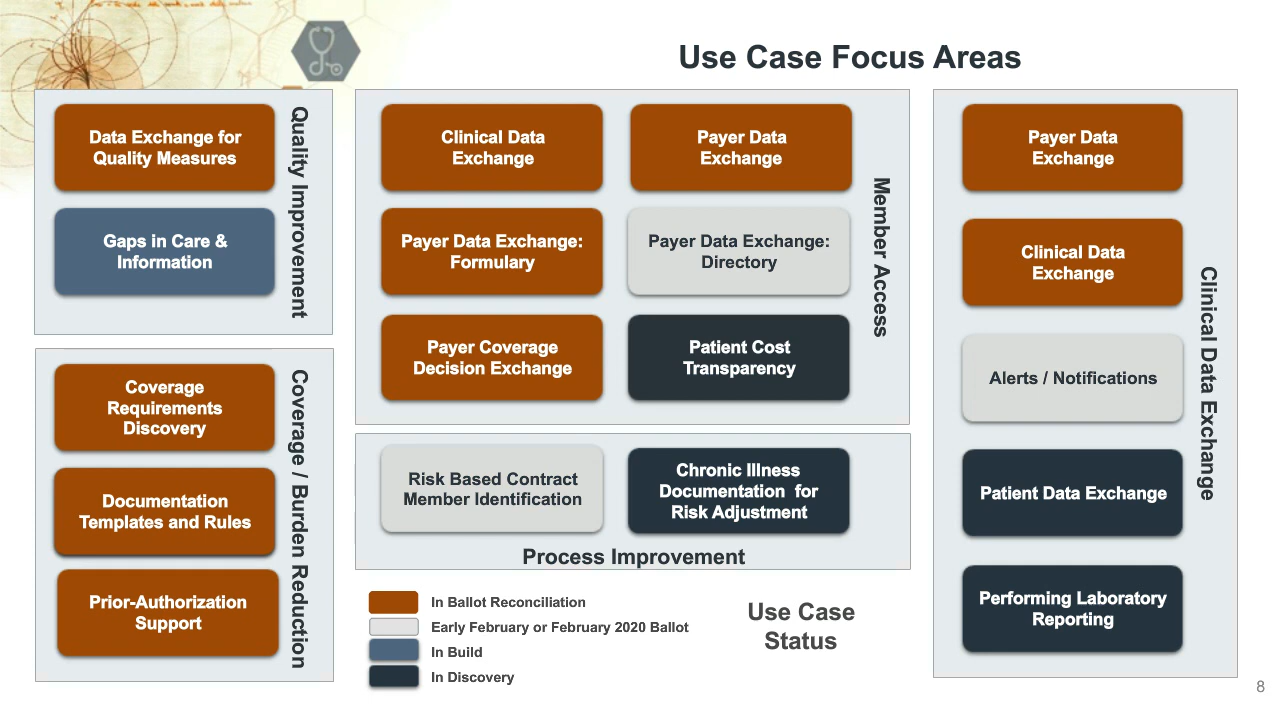 Use Case Focus Areas
Data Exchange for
Quality Measures
Gaps in Care &
Information
Quality Improvement
Coverage
Requirements
Discovery
Documentation
Templates and Rules
Prior-Authorization
Support
Coverage / Burden Reduction
Clinical Data
Exchange
Payer Data
Exchange
Payer Data Exchange:
Formulary
Payer Data Exchange:
Directory
Payer Coverage
Decision Exchange
Patient Cost
Transparency
Member Access
Risk Based Contract
Member Identification
Chronic Illness
Documentation for
Risk Adjustment
Process Improvement
Payer Data
Exchange
Clinical Data
Exchange
Alerts / Notifications
Patient Data Exchange
Performing Laboratory
Reporting
Clinical Data Exchange
In Ballot Reconciliation
Early February or February 2020 Ballot
In Build
In Discovery
Use Case
Status
8